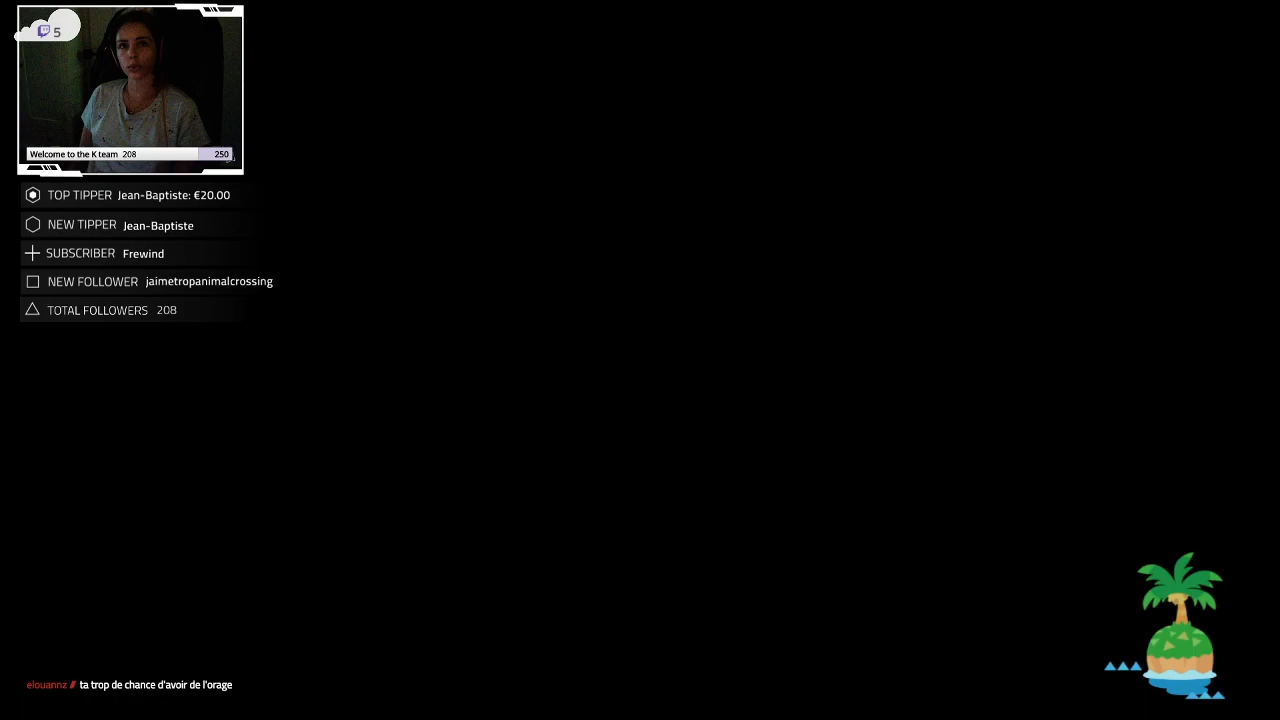 5
Welcome to the K team 208 250
TOP TIPPER Jean-Baptiste: €20.00
NEW TIPPER Jean-Baptiste
SUBSCRIBER Frewind
NEW FOLLOWER jaimetropanimalcrossing
TOTAL FOLLOWERS 208
elouannz // ta trop de chance d'avoir de l'orage